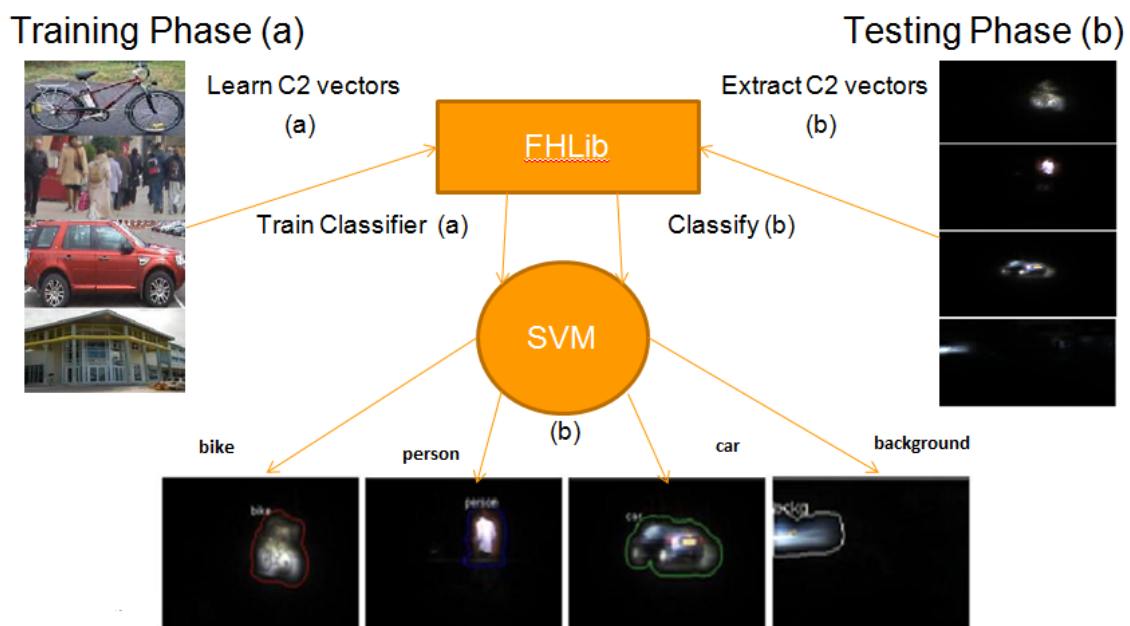 Training Phase (a)
Testing Phase (b)
Learn C2 vectors
(a)
Extract C2 vectors
(b)
FHLib
Train Classifier (a)
Classify (b)
SVM
(b)
bike
person
car
background
bike
person
car
bckg